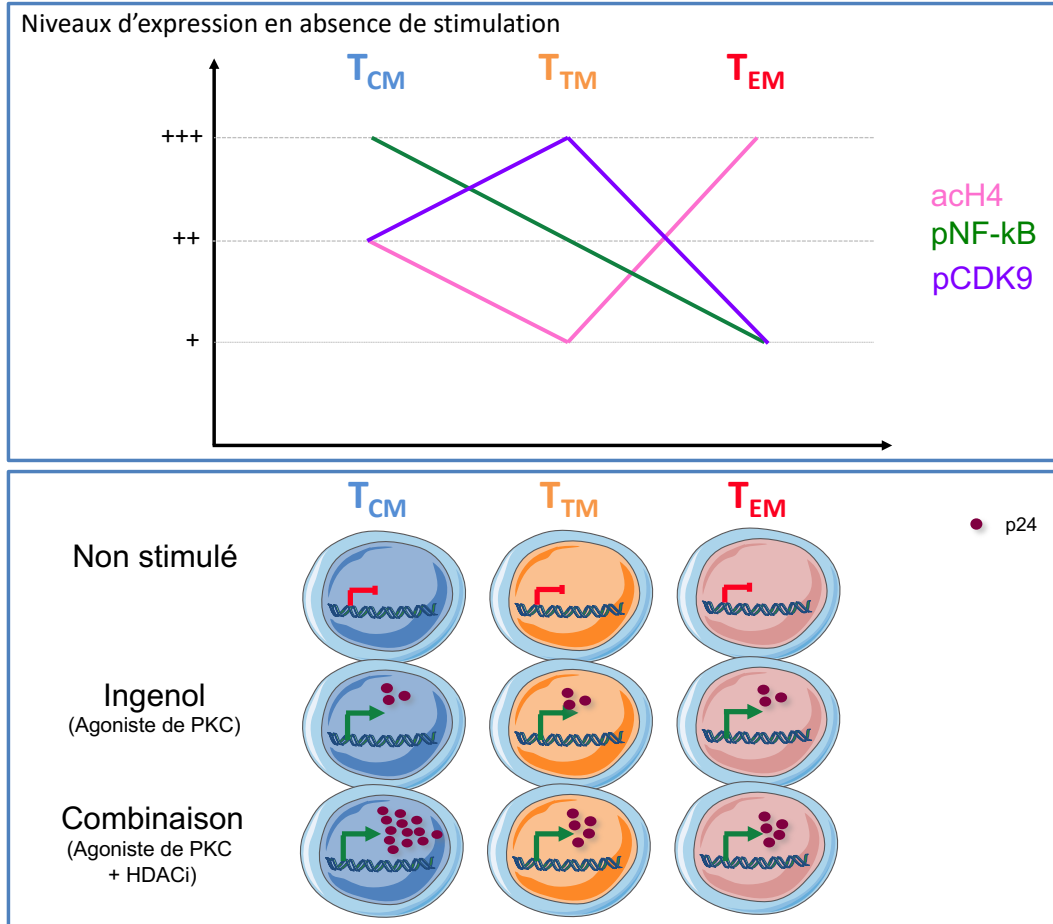 Niveaux d'expression en absence de stimulation
TCM TTM TEM
+++
++
+
acH4
pNF-kB
pCDK9
TCM TTM TEM
p24
Non stimulé
Ingenol
(Agoniste de PKC)
Combinaison
(Agoniste de PKC
+ HDACi)